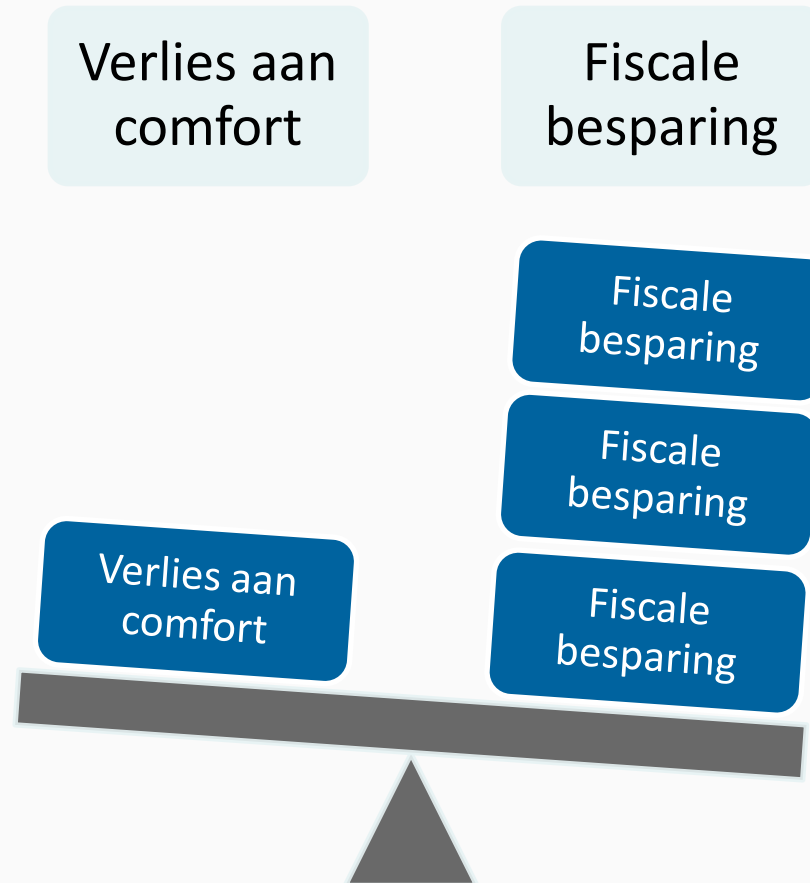 Verlies aan
comfort
Fiscale
besparing
Fiscale
besparing
Fiscale
besparing
Verlies aan
comfort
Fiscale
besparing